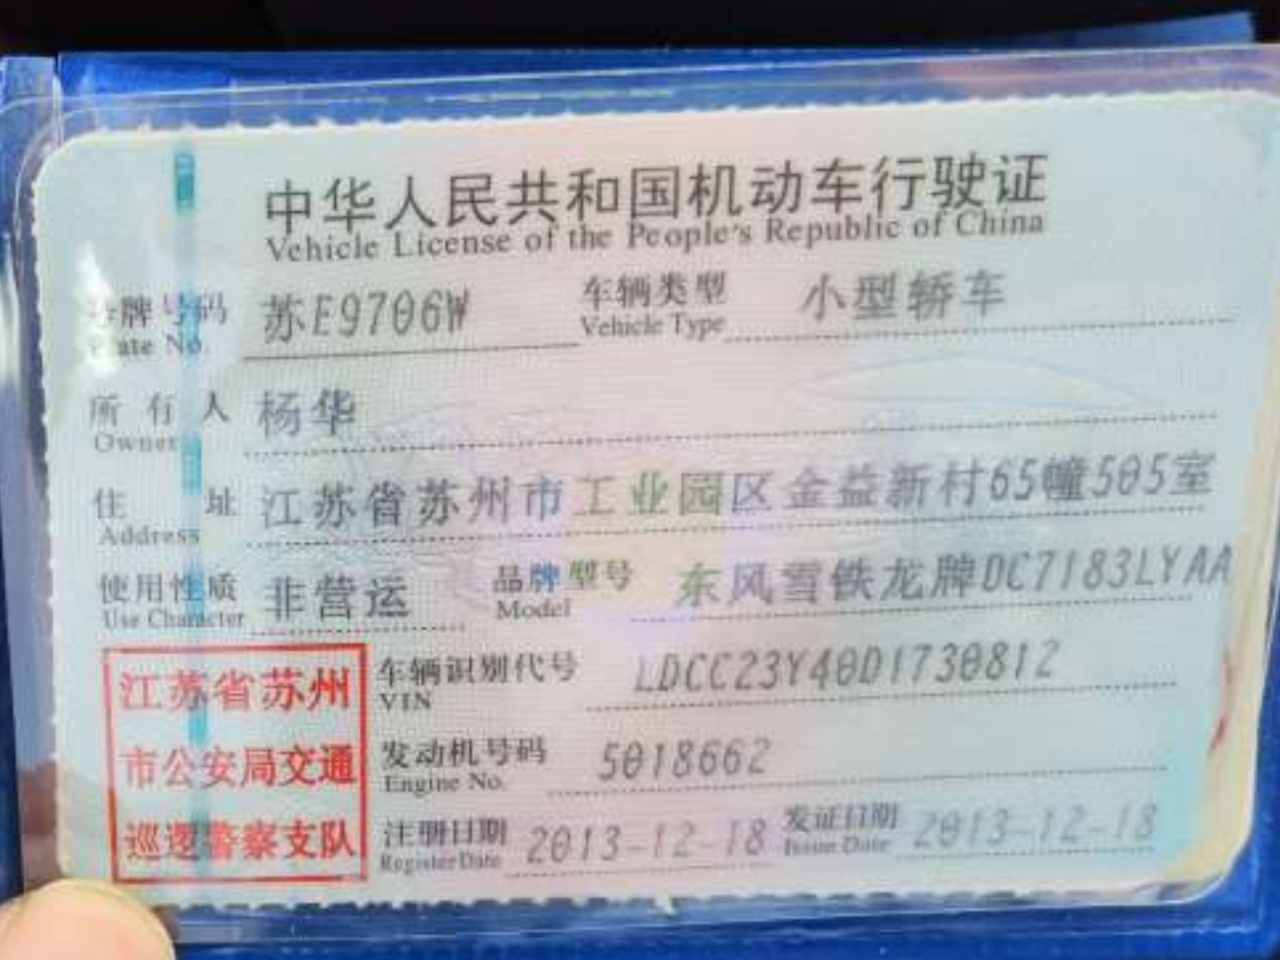 中华人民共和国机动车行驶证
Vehicle License of the People's Republic of China
号牌号码 苏E9706W 车辆类型 小型轿车
Plate No. Vehicle Type
所有人 杨华
Owner
住址 江苏省苏州市工业园区金益新村65幢505室
Address
使用性质 非营运 品牌型号 东风雪铁龙牌DC7183LYAA
Use Character Model
江苏省苏州
市公安局交通
巡逻警察支队
车辆识别代号 LDCC23Y40D1730812
VIN
发动机号码 5018662
Engine No.
注册日期 2013-12-18 发证日期 2013-12-18
Register Date Issue Date